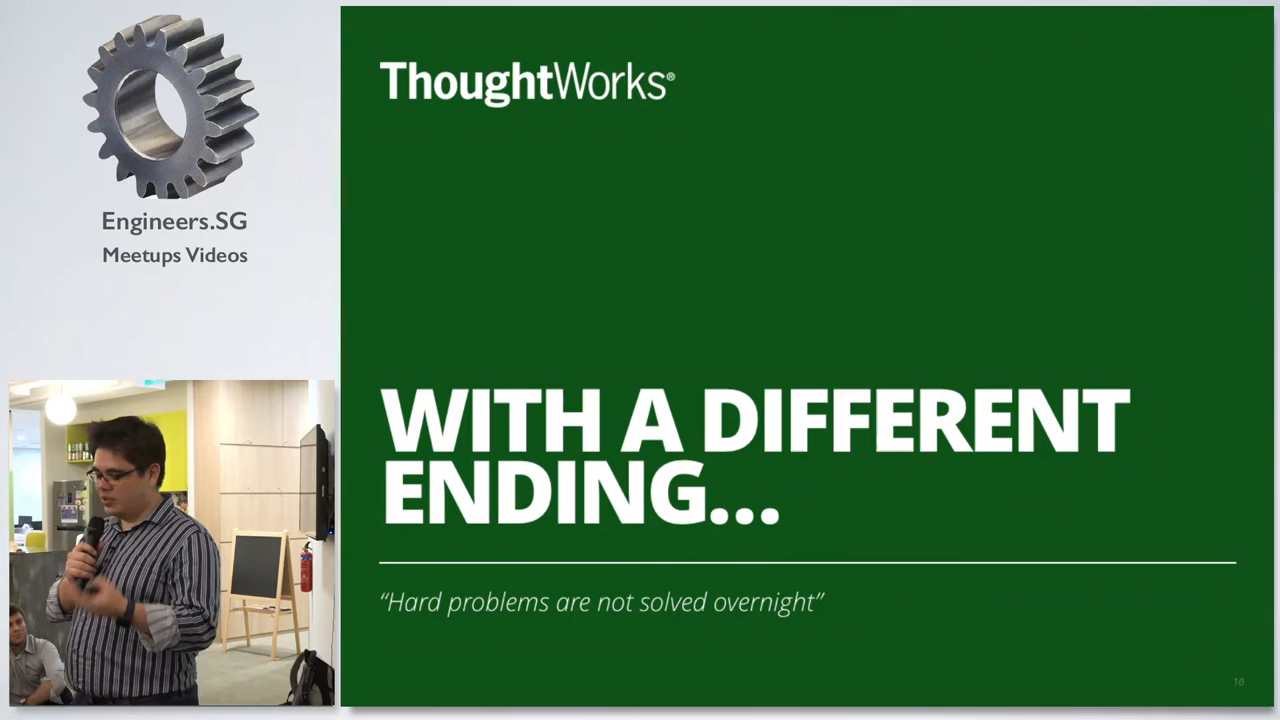 Engineers.SG
Meetups Videos
ThoughtWorks®
WITH A DIFFERENT
ENDING...
“Hard problems are not solved overnight”
10